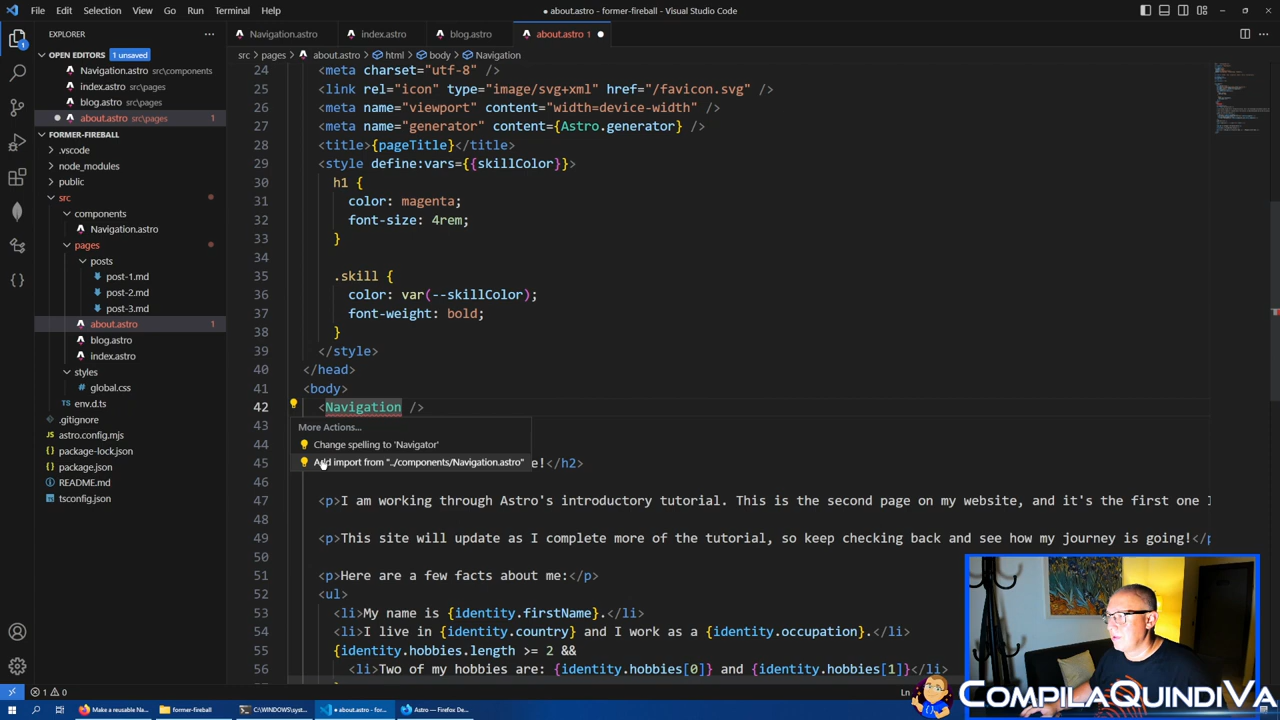 File Edit Selection View Go Run Terminal Help
● about.astro - former-fireball - Visual Studio Code
EXPLORER
OPEN EDITORS 1 unsaved
Navigation.astro src\components
index.astro src\pages
blog.astro src\pages
about.astro src\pages 1
FORMER-FIREBALL
.vscode
node_modules
public
src
components
Navigation.astro
pages
posts
post-1.md
post-2.md
post-3.md
about.astro 1
blog.astro
index.astro
styles
global.css
env.d.ts
.gitignore
astro.config.mjs
package-lock.json
package.json
README.md
tsconfig.json
Navigation.astro index.astro blog.astro about.astro 1
src > pages > about.astro > html > body > Navigation
24 <meta charset="utf-8" />
25 <link rel="icon" type="image/svg+xml" href="/favicon.svg" />
26 <meta name="viewport" content="width=device-width" />
27 <meta name="generator" content={Astro.generator} />
28 <title>{pageTitle}</title>
29 <style define:vars={{skillColor}}>
30 h1 {
31 color: magenta;
32 font-size: 4rem;
33 }
34
35 .skill {
36 color: var(--skillColor);
37 font-weight: bold;
38 }
39 </style>
40 </head>
41 <body>
42 <Navigation />
43
More Actions...
44
Change spelling to 'Navigator'
Add import from "../components/Navigation.astro"
45 e!</h2>
46
47 <p>I am working through Astro's introductory tutorial. This is the second page on my website, and it's the first one I
48
49 <p>This site will update as I complete more of the tutorial, so keep checking back and see how my journey is going!</p
50
51 <p>Here are a few facts about me:</p>
52 <ul>
53 <li>My name is {identity.firstName}.</li>
54 <li>I live in {identity.country} and I work as a {identity.occupation}.</li>
55 {identity.hobbies.length >= 2 &&
56 <li>Two of my hobbies are: {identity.hobbies[0]} and {identity.hobbies[1]}</li>
1 0
Ln
COMPILAQUINDIVA
Make a reusable Na... former-fireball C:\WINDOWS\syst... ● about.astro - for... Astro — Firefox De...